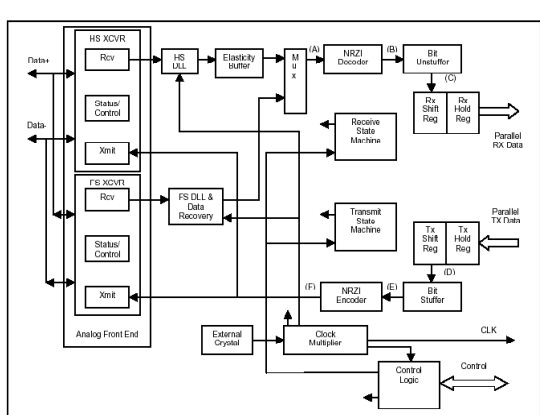 HS XCVR
Data+
Rcv
HS
DLL
Elasticity
Buffer
M
u
x
(A)
NRZI
Decoder
(B)
Bit
Unstuffer
(C)
Status/
Control
Rx
Shift
Reg
Rx
Hold
Reg
Parallel
RX Data
Data-
Xmit
Receive
State
Machine
FS XCVR
Rcv
FS DLL &
Data
Recovery
Transmit
State
Machine
Parallel
TX Data
Tx
Shift
Reg
Tx
Hold
Reg
Status/
Control
(D)
Xmit
(F)
NRZI
Encoder
(E)
Bit
Stuffer
Analog Front End
External
Crystal
Clock
Multiplier
CLK
Control
Logic
Control